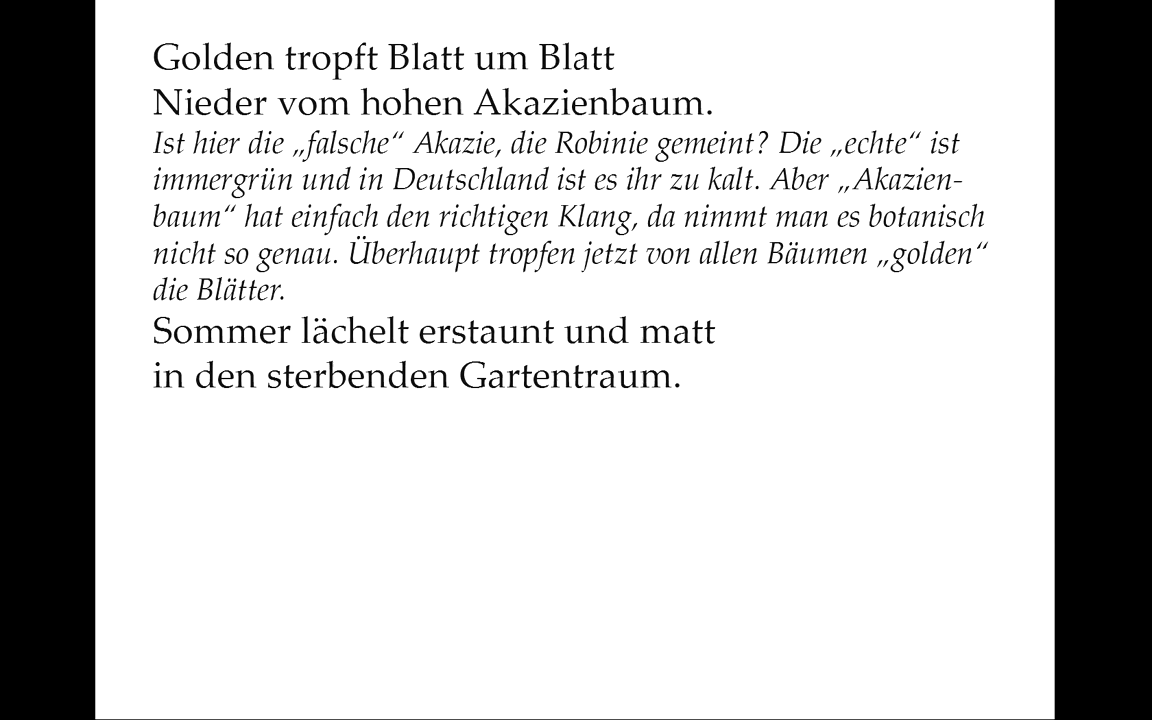 Golden tropft Blatt um Blatt
Nieder vom hohen Akazienbaum.
Ist hier die „falsche“ Akazie, die Robinie gemeint? Die „echte“ ist
immergrün und in Deutschland ist es ihr zu kalt. Aber „Akazien-
baum“ hat einfach den richtigen Klang, da nimmt man es botanisch
nicht so genau. Überhaupt tropfen jetzt von allen Bäumen „golden“
die Blätter.
Sommer lächelt erstaunt und matt
in den sterbenden Gartentraum.